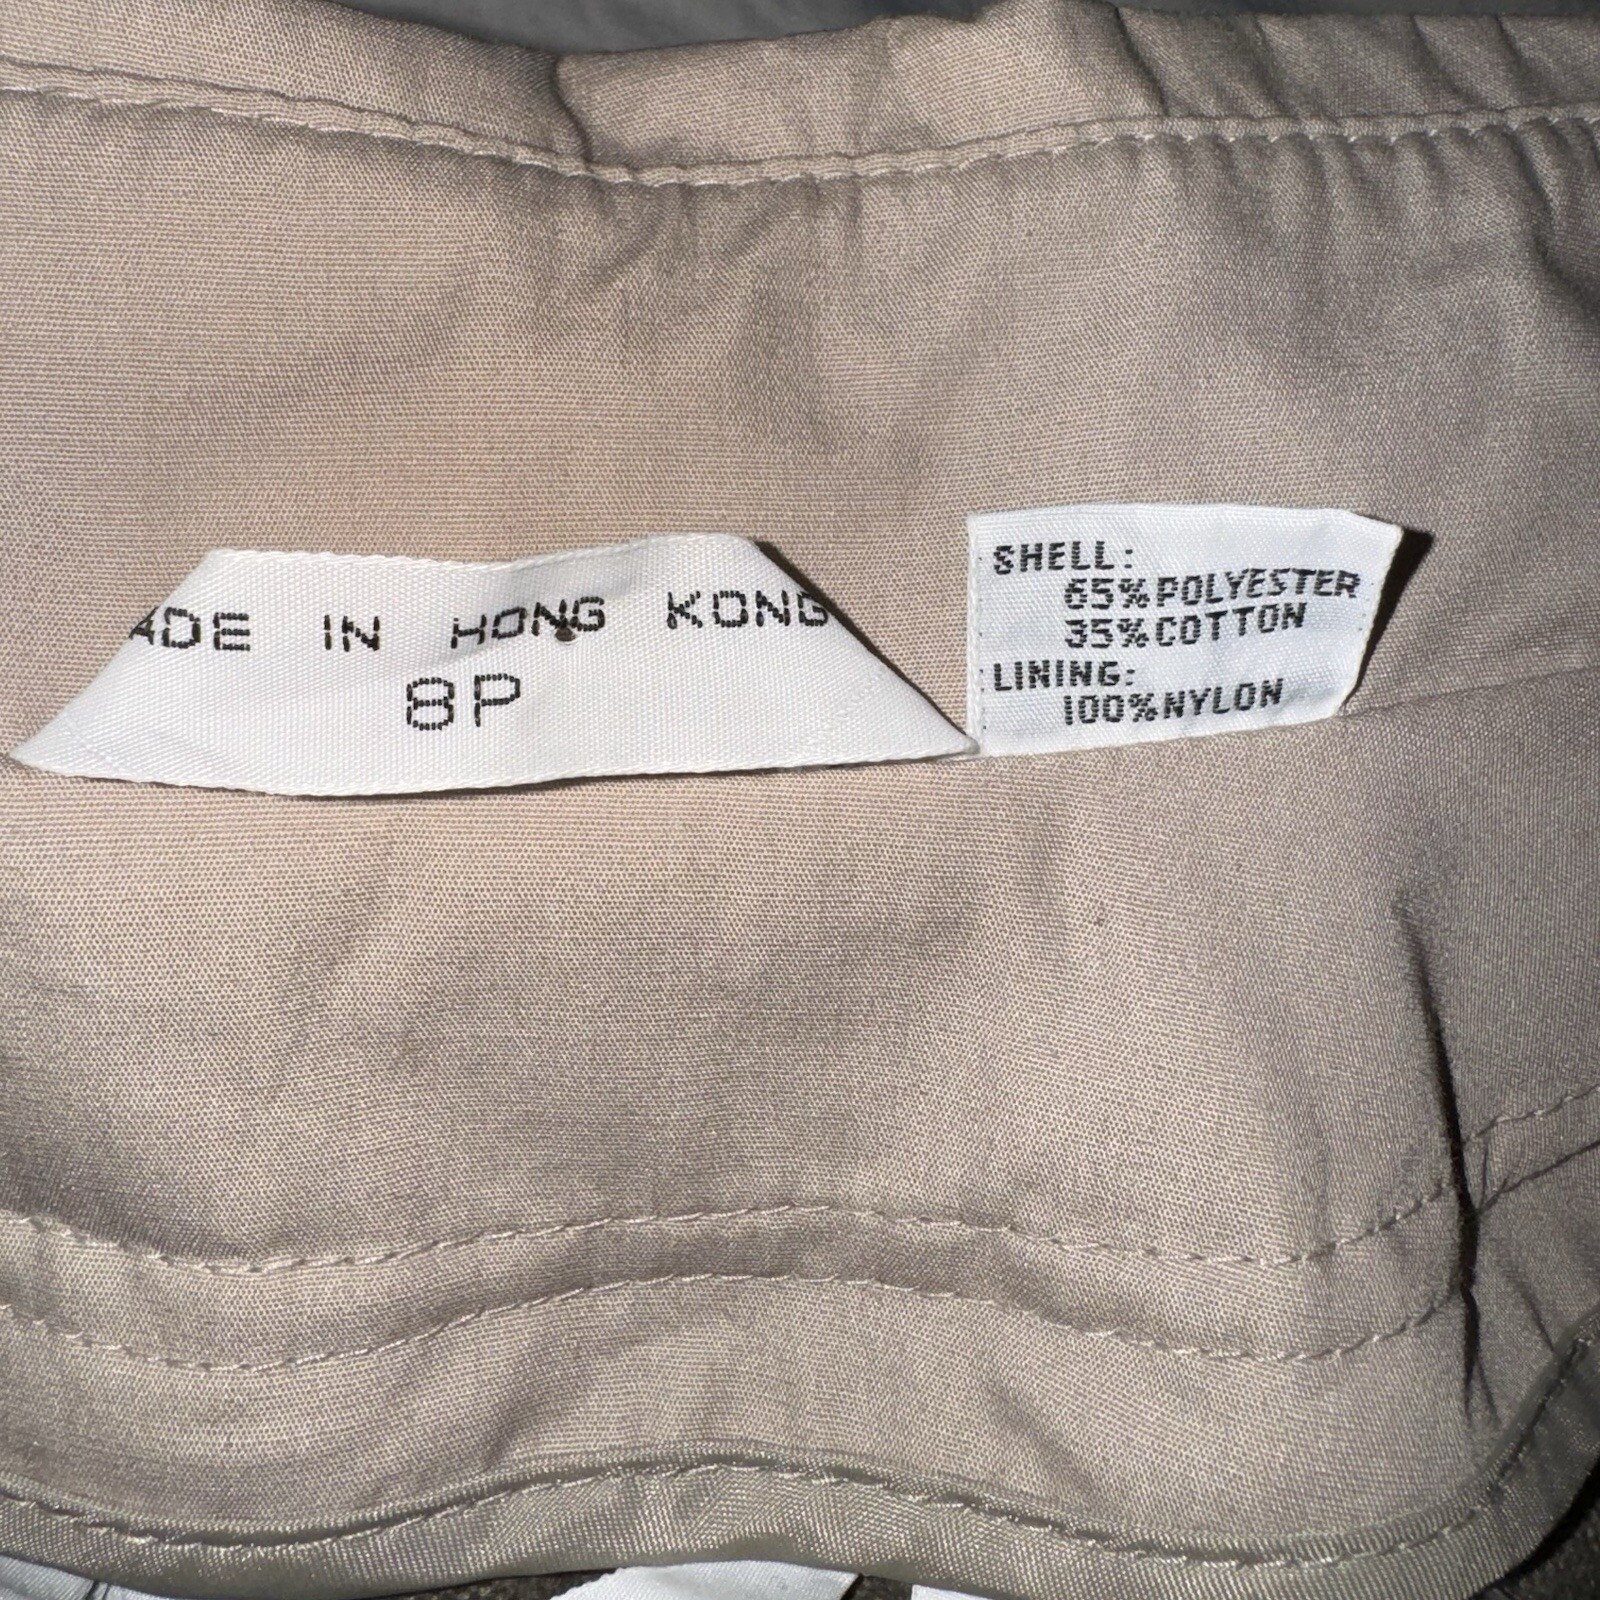 ADE IN HONG KONG
8P
SHELL:
65%POLYESTER
35%COTTON
LINING:
100%NYLON